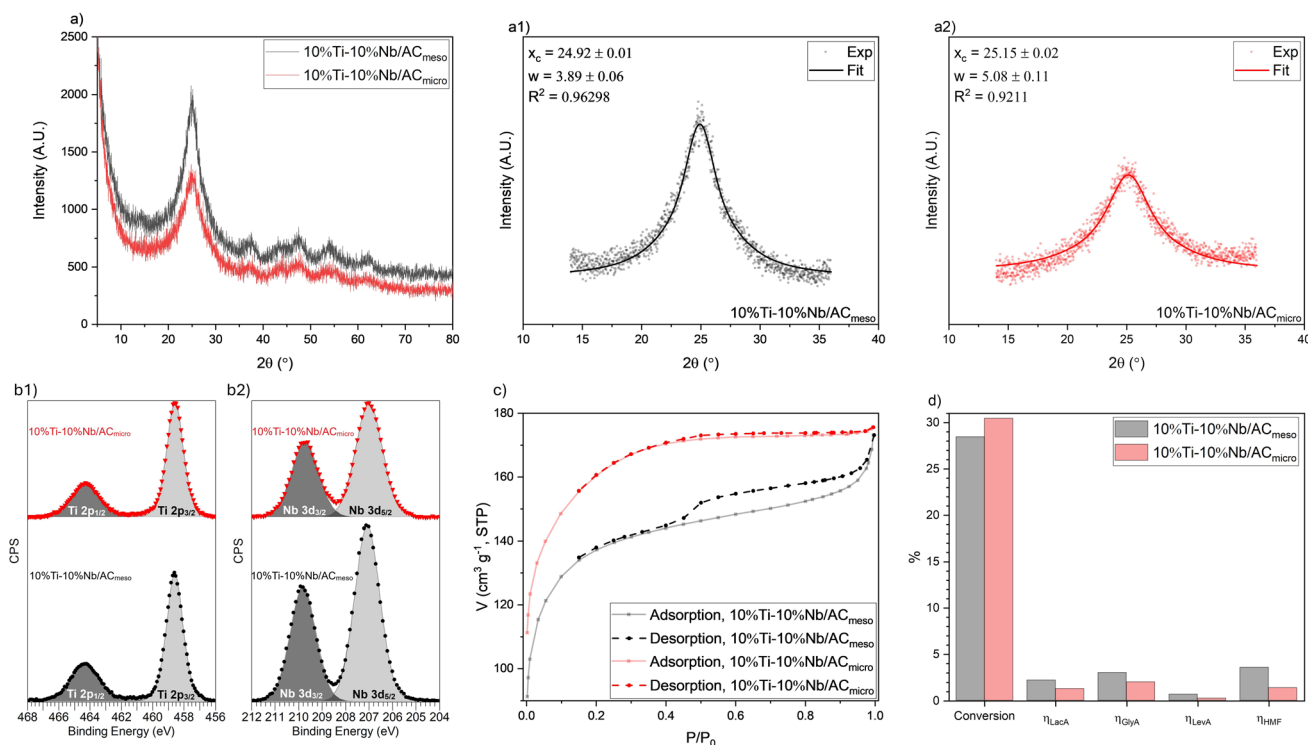 a)
2500
2000
1500
1000
500
0
Intensity (A.U.)
10%Ti-10%Nb/ACmeso
10%Ti-10%Nb/ACmicro
10 20 30 40 50 60 70 80
2θ (°)
a1)
xc = 24.92 ± 0.01
w = 3.89 ± 0.06
R2 = 0.96298
Exp
Fit
Intensity (A.U.)
10%Ti-10%Nb/ACmeso
10 15 20 25 30 35 40
2θ (°)
a2)
xc = 25.15 ± 0.02
w = 5.08 ± 0.11
R2 = 0.9211
Exp
Fit
Intensity (A.U.)
10%Ti-10%Nb/ACmicro
10 15 20 25 30 35 40
2θ (°)
b1)
10%Ti-10%Nb/ACmicro
Ti 2p1/2 Ti 2p3/2
CPS
10%Ti-10%Nb/ACmeso
Ti 2p1/2 Ti 2p3/2
468 466 464 462 460 458 456
Binding Energy (eV)
b2)
10%Ti-10%Nb/ACmicro
Nb 3d3/2 Nb 3d5/2
10%Ti-10%Nb/ACmeso
Nb 3d3/2 Nb 3d5/2
212 211 210 209 208 207 206 205 204
Binding Energy (eV)
c)
180
160
140
120
100
V (cm3 g-1, STP)
Adsorption, 10%Ti-10%Nb/ACmeso
Desorption, 10%Ti-10%Nb/ACmeso
Adsorption, 10%Ti-10%Nb/ACmicro
Desorption, 10%Ti-10%Nb/ACmicro
0.0 0.2 0.4 0.6 0.8 1.0
P/P0
d)
30
25
20
15
10
5
0
%
10%Ti-10%Nb/ACmeso
10%Ti-10%Nb/ACmicro
Conversion ηLacA ηGlyA ηLevA ηHMF